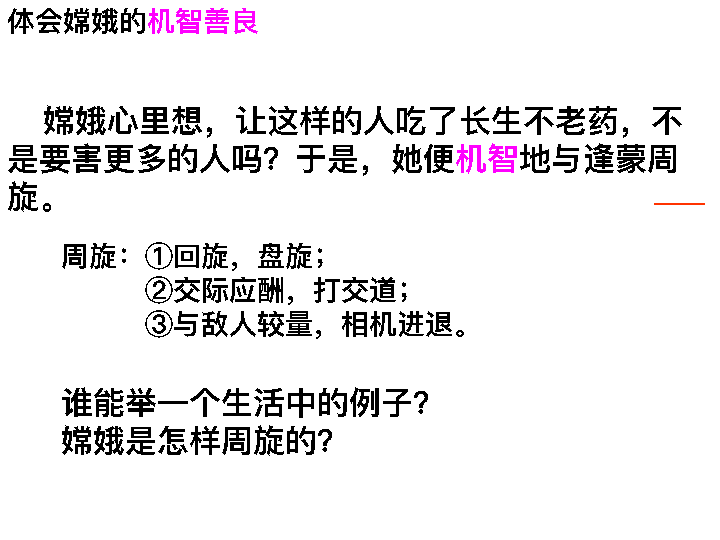 体会嫦娥的机智善良
嫦娥心里想，让这样的人吃了长生不老药，不
是要害更多的人吗？于是，她便机智地与逢蒙周
旋。
周旋：①回旋，盘旋；
②交际应酬，打交道；
③与敌人较量，相机进退。
谁能举一个生活中的例子？
嫦娥是怎样周旋的？